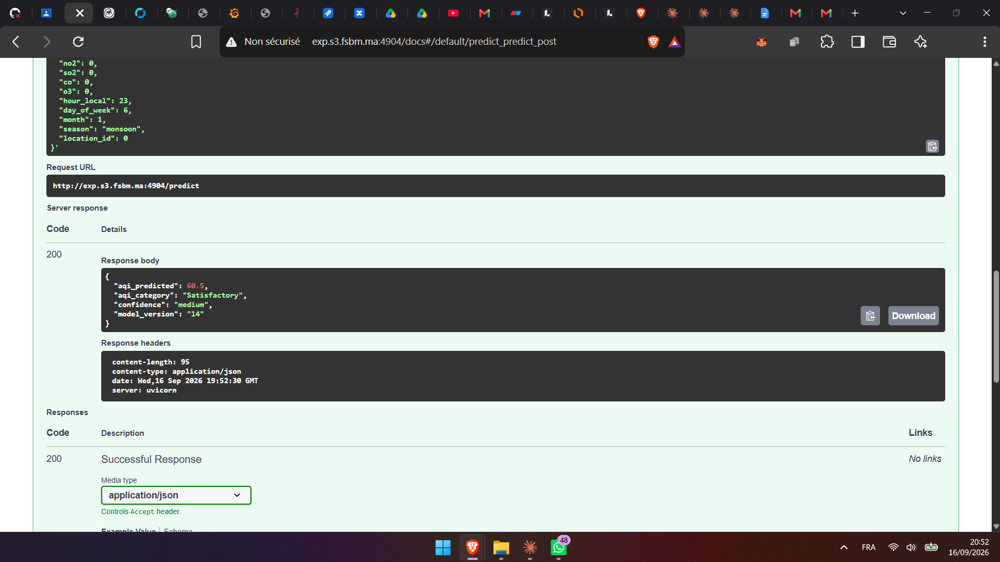 Non sécurisé exp.s3.fsbm.ma:4904/docs#/default/predict_predict_post
"no2": 0,
"so2": 0,
"co": 0,
"o3": 0,
"hour_local": 23,
"day_of_week": 6,
"month": 1,
"season": "monsoon",
"location_id": 0
}'
Request URL
http://exp.s3.fsbm.ma:4904/predict
Server response
Code Details
200
Response body
{
"aqi_predicted": 60.5,
"aqi_category": "Satisfactory",
"confidence": "medium",
"model_version": "14"
}
Download
Response headers
content-length: 95
content-type: application/json
date: Wed,16 Sep 2026 19:52:30 GMT
server: uvicorn
Responses
Code Description Links
200 Successful Response No links
Media type
application/json
Controls Accept header.
Example Value Schema
48
FRA
20:52
16/09/2026